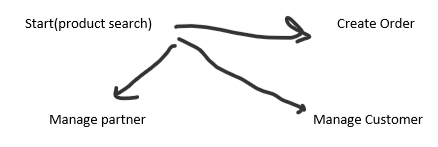 Start(product search)
Create Order
Manage partner
Manage Customer